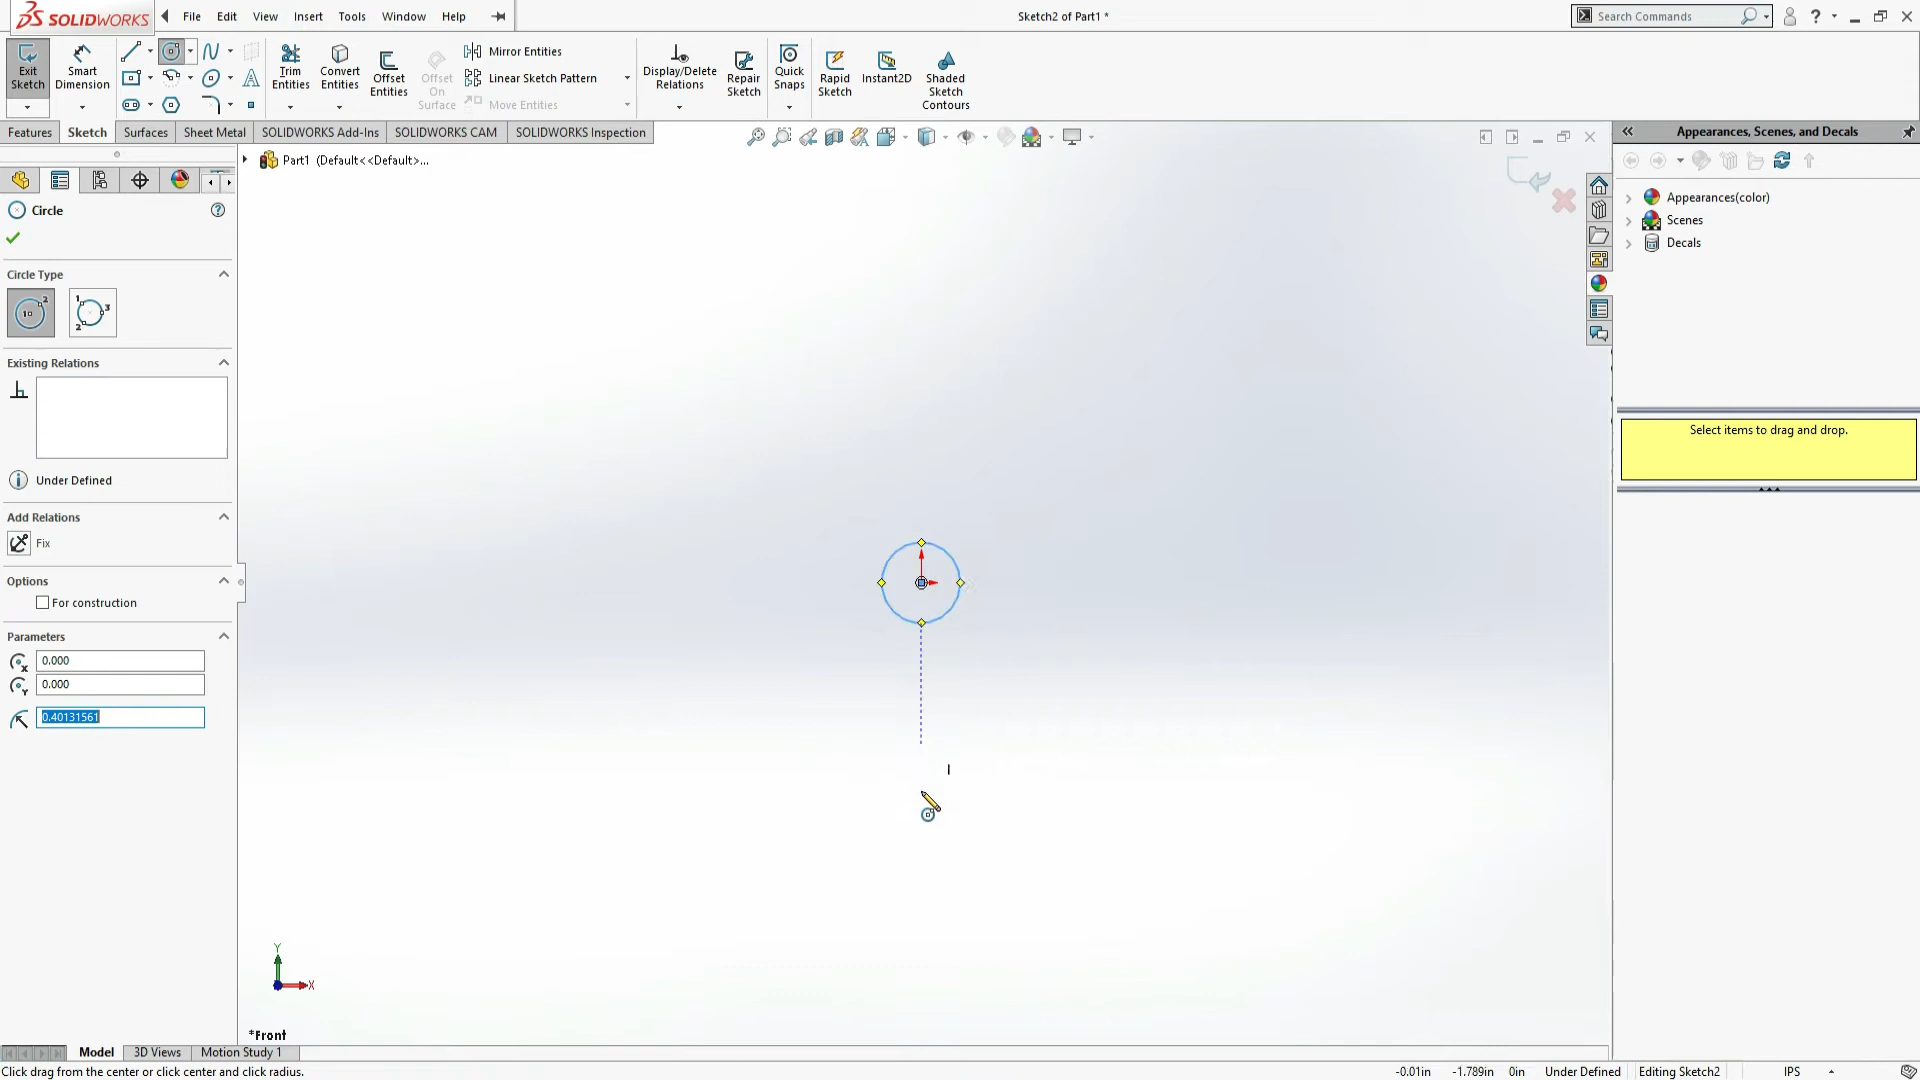 SOLIDWORKS
File Edit View Insert Tools Window Help
Sketch2 of Part1 *
Search Commands
Exit Sketch
Smart Dimension
Trim Entities
Convert Entities
Offset Entities
Offset On Surface
Mirror Entities
Linear Sketch Pattern
Move Entities
Display/Delete Relations
Repair Sketch
Quick Snaps
Rapid Sketch
Instant2D
Shaded Sketch Contours
Features Sketch Surfaces Sheet Metal SOLIDWORKS Add-Ins SOLIDWORKS CAM SOLIDWORKS Inspection
Part1 (Default<<Default>...
Circle
Circle Type
Existing Relations
Under Defined
Add Relations
Fix
Options
For construction
Parameters
0.000
0.000
0.40131561
Y
X
*Front
Appearances, Scenes, and Decals
Appearances(color)
Scenes
Decals
Select items to drag and drop.
Model 3D Views Motion Study 1
Click drag from the center or click center and click radius.
-0.01in -1.789in 0in Under Defined Editing Sketch2 IPS